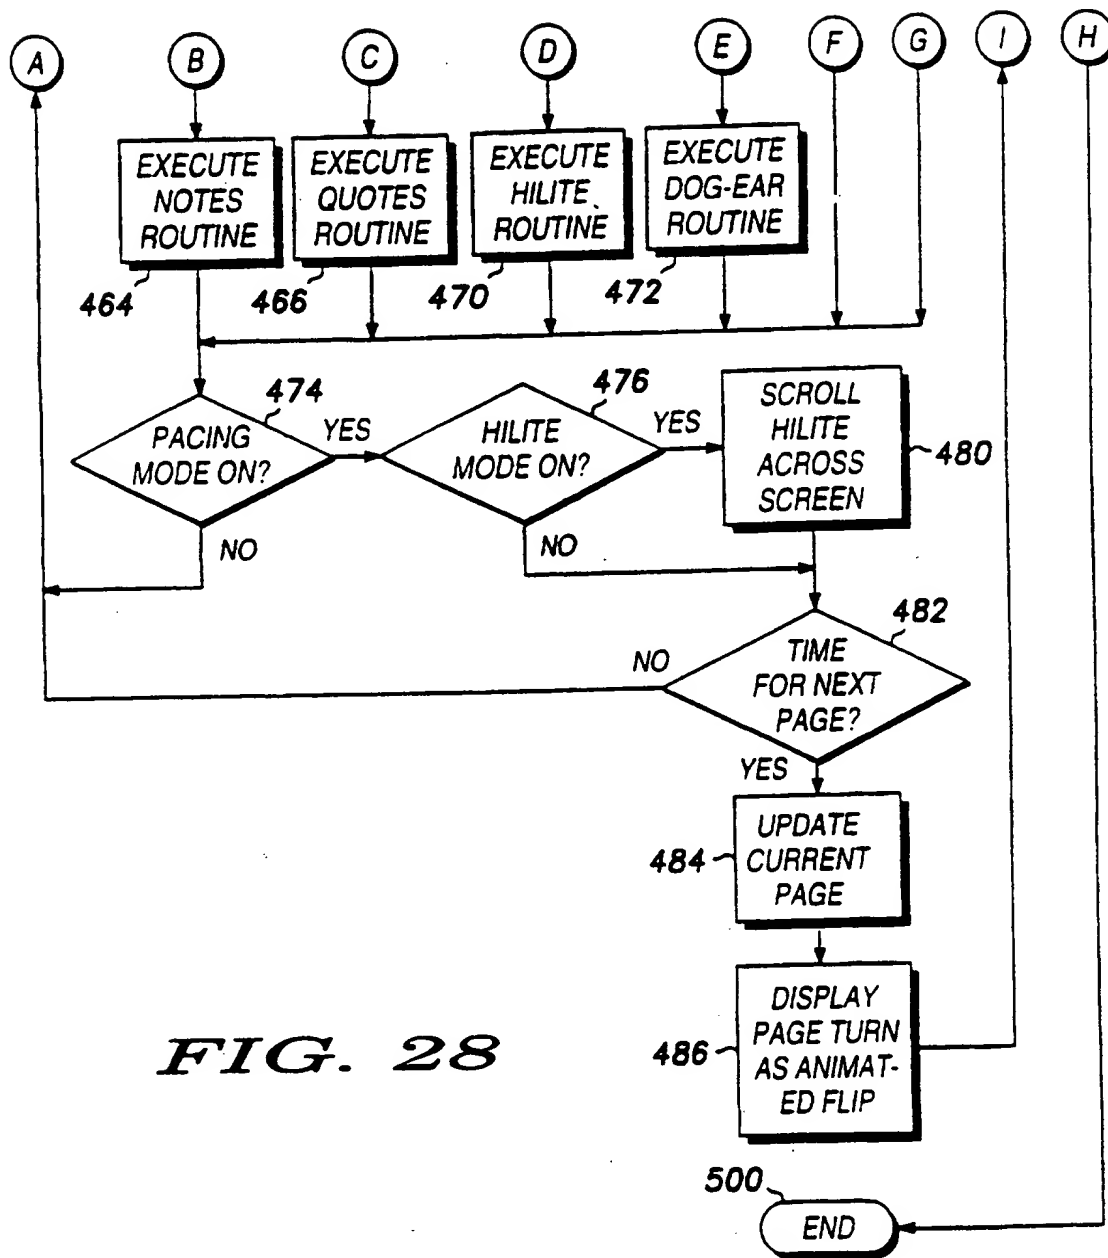 A
B
C
D
E
F
G
I
H
EXECUTE
NOTES
ROUTINE
464
EXECUTE
QUOTES
ROUTINE
466
EXECUTE
HILITE
ROUTINE
470
EXECUTE
DOG-EAR
ROUTINE
472
474
PACING
MODE ON?
YES
NO
476
HILITE
MODE ON?
YES
NO
SCROLL
HILITE
ACROSS
SCREEN
480
482
TIME
FOR NEXT
PAGE?
NO
YES
UPDATE
CURRENT
PAGE
484
DISPLAY
PAGE TURN
AS ANIMAT-
ED FLIP
486
FIG. 28
500
END